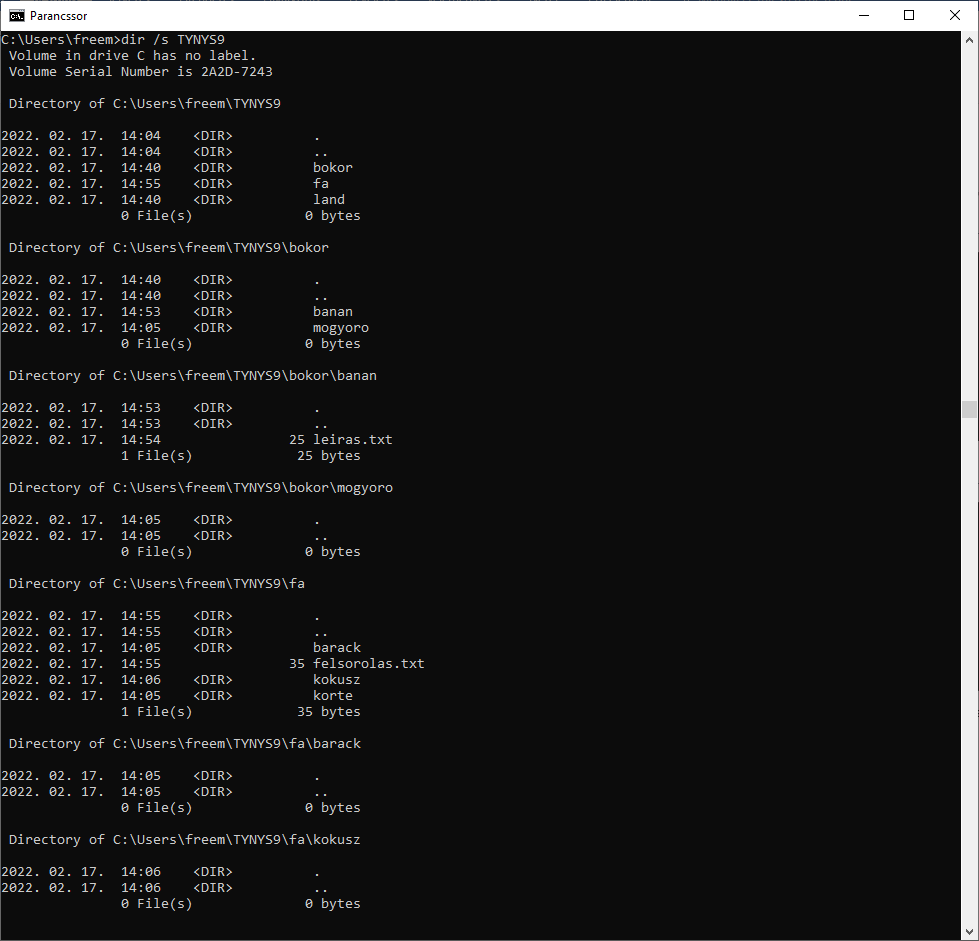 Parancssor
C:\Users\freem>dir /s TYNYS9
 Volume in drive C has no label.
 Volume Serial Number is 2A2D-7243

 Directory of C:\Users\freem\TYNYS9

2022. 02. 17.  14:04    <DIR>          .
2022. 02. 17.  14:04    <DIR>          ..
2022. 02. 17.  14:40    <DIR>          bokor
2022. 02. 17.  14:55    <DIR>          fa
2022. 02. 17.  14:40    <DIR>          land
               0 File(s)              0 bytes

 Directory of C:\Users\freem\TYNYS9\bokor

2022. 02. 17.  14:40    <DIR>          .
2022. 02. 17.  14:40    <DIR>          ..
2022. 02. 17.  14:53    <DIR>          banan
2022. 02. 17.  14:05    <DIR>          mogyoro
               0 File(s)              0 bytes

 Directory of C:\Users\freem\TYNYS9\bokor\banan

2022. 02. 17.  14:53    <DIR>          .
2022. 02. 17.  14:53    <DIR>          ..
2022. 02. 17.  14:54                25 leiras.txt
               1 File(s)             25 bytes

 Directory of C:\Users\freem\TYNYS9\bokor\mogyoro

2022. 02. 17.  14:05    <DIR>          .
2022. 02. 17.  14:05    <DIR>          ..
               0 File(s)              0 bytes

 Directory of C:\Users\freem\TYNYS9\fa

2022. 02. 17.  14:55    <DIR>          .
2022. 02. 17.  14:55    <DIR>          ..
2022. 02. 17.  14:05    <DIR>          barack
2022. 02. 17.  14:55                35 felsorolas.txt
2022. 02. 17.  14:06    <DIR>          kokusz
2022. 02. 17.  14:05    <DIR>          korte
               1 File(s)             35 bytes

 Directory of C:\Users\freem\TYNYS9\fa\barack

2022. 02. 17.  14:05    <DIR>          .
2022. 02. 17.  14:05    <DIR>          ..
               0 File(s)              0 bytes

 Directory of C:\Users\freem\TYNYS9\fa\kokusz

2022. 02. 17.  14:06    <DIR>          .
2022. 02. 17.  14:06    <DIR>          ..
               0 File(s)              0 bytes